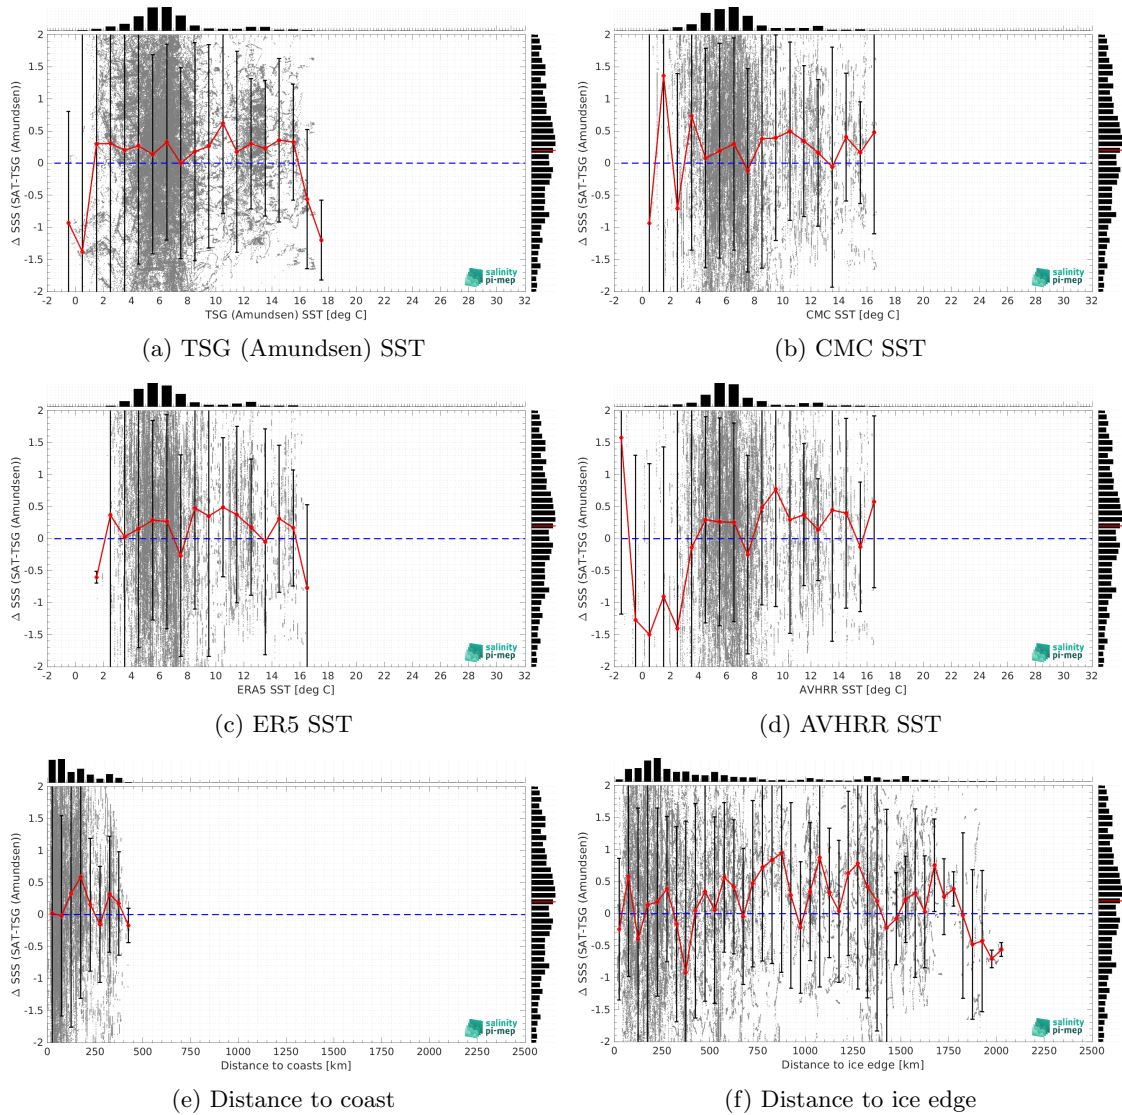 2
1.5
1
0.5
0
-0.5
-1
-1.5
-2
Δ SSS (SAT-TSG (Amundsen))
salinity
pi-mep
-2 0 2 4 6 8 10 12 14 16 18 20 22 24 26 28 30 32
TSG (Amundsen) SST [deg C]
(a) TSG (Amundsen) SST
2
1.5
1
0.5
0
-0.5
-1
-1.5
-2
Δ SSS (SAT-TSG (Amundsen))
salinity
pi-mep
-2 0 2 4 6 8 10 12 14 16 18 20 22 24 26 28 30 32
CMC SST [deg C]
(b) CMC SST
2
1.5
1
0.5
0
-0.5
-1
-1.5
-2
Δ SSS (SAT-TSG (Amundsen))
salinity
pi-mep
-2 0 2 4 6 8 10 12 14 16 18 20 22 24 26 28 30 32
ERA5 SST [deg C]
(c) ER5 SST
2
1.5
1
0.5
0
-0.5
-1
-1.5
-2
Δ SSS (SAT-TSG (Amundsen))
salinity
pi-mep
-2 0 2 4 6 8 10 12 14 16 18 20 22 24 26 28 30 32
AVHRR SST [deg C]
(d) AVHRR SST
2
1.5
1
0.5
0
-0.5
-1
-1.5
-2
Δ SSS (SAT-TSG (Amundsen))
salinity
pi-mep
0 250 500 750 1000 1250 1500 1750 2000 2250 2500
Distance to coasts [km]
(e) Distance to coast
2
1.5
1
0.5
0
-0.5
-1
-1.5
-2
Δ SSS (SAT-TSG (Amundsen))
salinity
pi-mep
0 250 500 750 1000 1250 1500 1750 2000 2250 2500
Distance to ice edge [km]
(f) Distance to ice edge